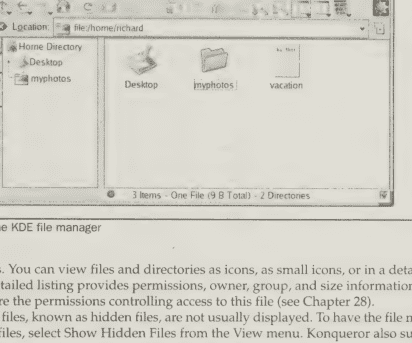 Location: file:/home/richard
Home Directory
Desktop
myphotos
Desktop myphotos vacation
3 Items - One File (9 B Total) - 2 Directories
e KDE file manager
s. You can view files and directories as icons, as small icons, or in a deta
tailed listing provides permissions, owner, group, and size information
re the permissions controlling access to this file (see Chapter 28).
files, known as hidden files, are not usually displayed. To have the file m
files, select Show Hidden Files from the View menu. Konqueror also su